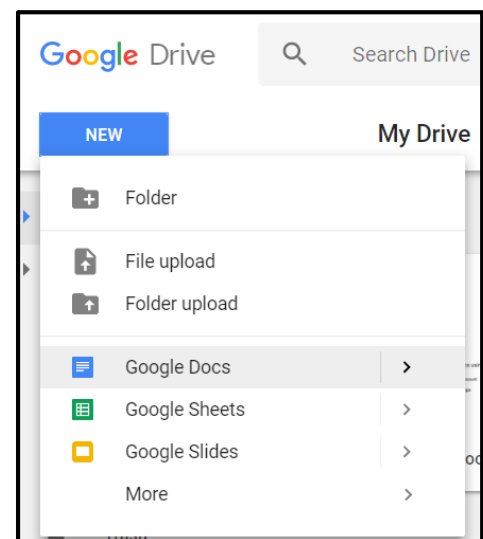 Google Drive Search Drive
NEW My Drive
Folder
File upload
Folder upload
Google Docs
Google Sheets
Google Slides
More